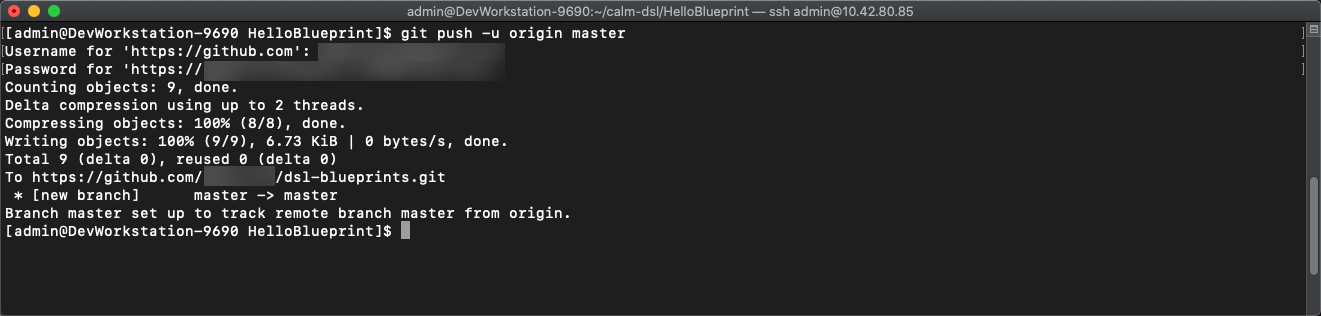 admin@DevWorkstation-9690:~/calm-dsl/HelloBlueprint — ssh admin@10.42.80.85
[[admin@DevWorkstation-9690 HelloBlueprint]$ git push -u origin master ]
[Username for 'https://github.com': ]
[Password for 'https:// ]
Counting objects: 9, done.
Delta compression using up to 2 threads.
Compressing objects: 100% (8/8), done.
Writing objects: 100% (9/9), 6.73 KiB | 0 bytes/s, done.
Total 9 (delta 0), reused 0 (delta 0)
To https://github.com/ /dsl-blueprints.git
 * [new branch]      master -> master
Branch master set up to track remote branch master from origin.
[admin@DevWorkstation-9690 HelloBlueprint]$